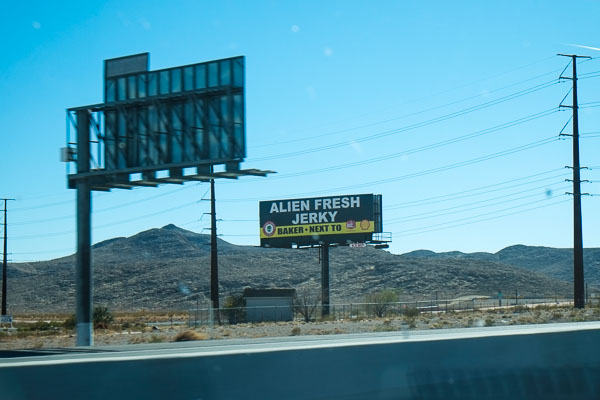 ALIEN FRESH
JERKY
BAKER • NEXT TO